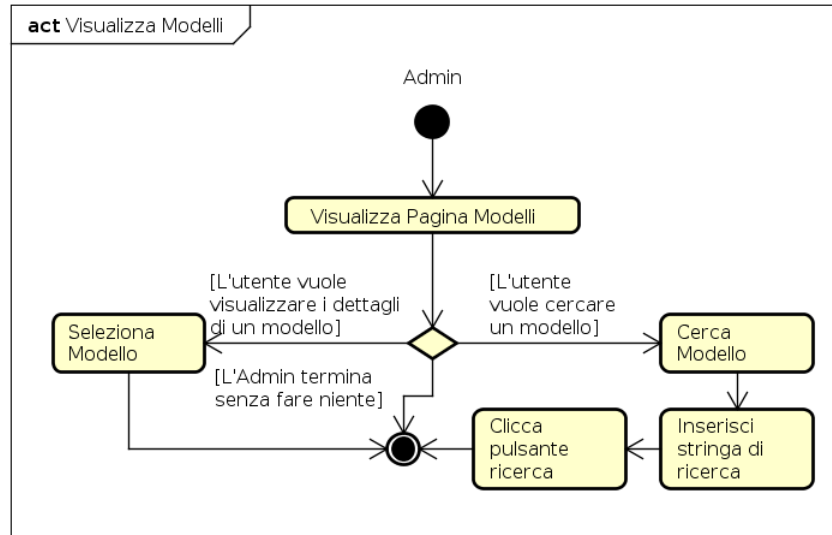 act Visualizza Modelli
Admin
Visualizza Pagina Modelli
[L'utente vuole
visualizzare i dettagli
di un modello]
[L'utente
vuole cercare
un modello]
Seleziona
Modello
Cerca
Modello
[L'Admin termina
senza fare niente]
Clicca
pulsante
ricerca
Inserisci
stringa di
ricerca